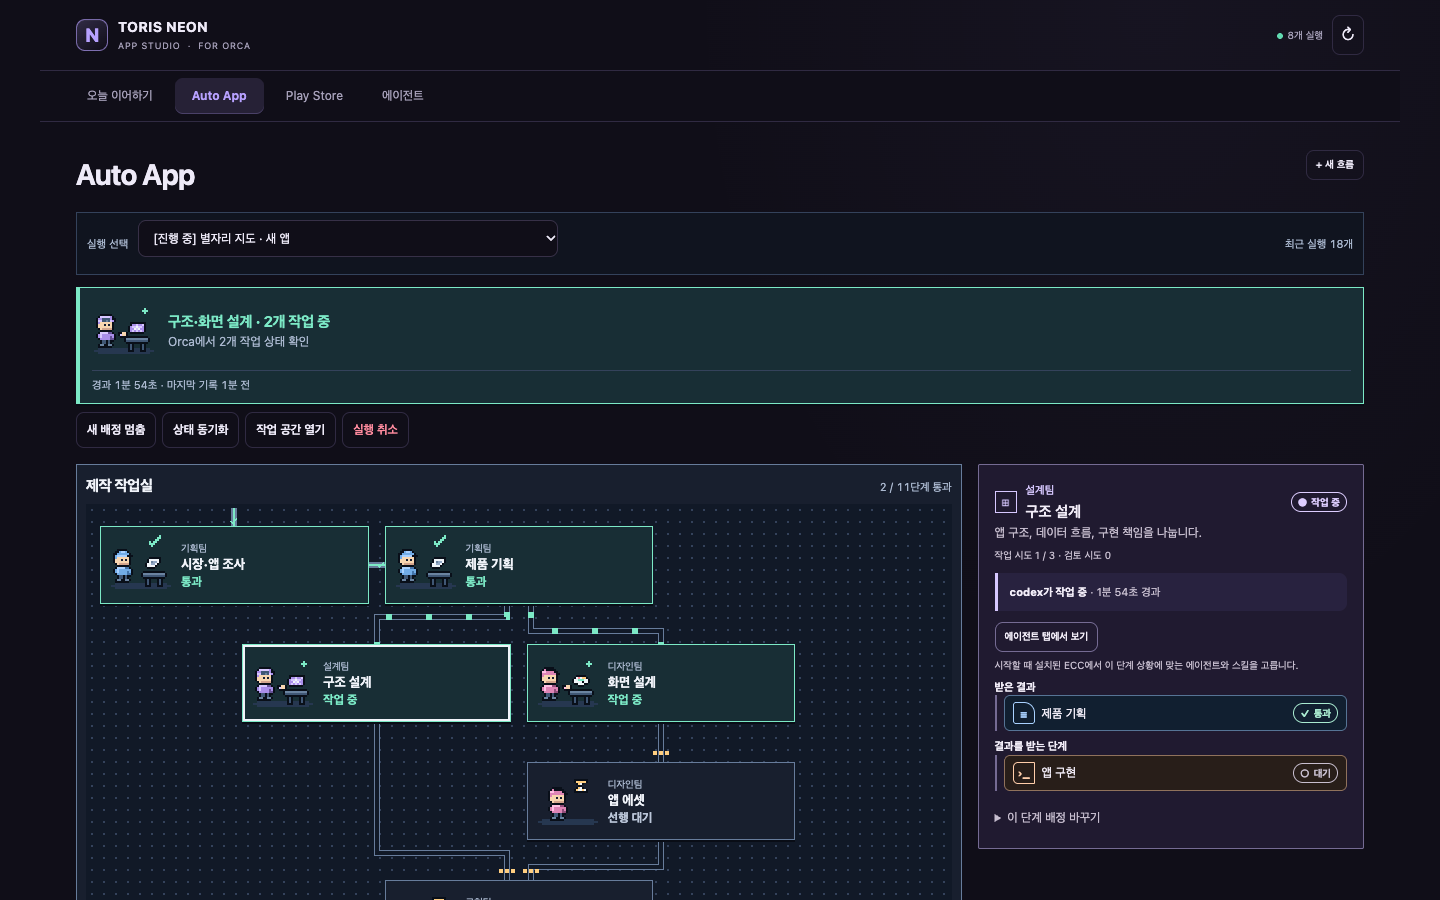 N
TORIS NEON
APP STUDIO · FOR ORCA
8개 실행
오늘 이어하기
Auto App
Play Store
에이전트
Auto App
+ 새 흐름
실행 선택
[진행 중] 별자리 지도 · 새 앱
최근 실행 18개
구조·화면 설계 · 2개 작업 중
Orca에서 2개 작업 상태 확인
경과 1분 54초 · 마지막 기록 1분 전
새 배정 멈춤
상태 동기화
작업 공간 열기
실행 취소
제작 작업실
2 / 11단계 통과
기획팀
시장·앱 조사
통과
기획팀
제품 기획
통과
설계팀
구조 설계
작업 중
디자인팀
화면 설계
작업 중
디자인팀
앱 에셋
선행 대기
설계팀
구조 설계
작업 중
앱 구조, 데이터 흐름, 구현 책임을 나눕니다.
작업 시도 1 / 3 · 검토 시도 0
codex가 작업 중 · 1분 54초 경과
에이전트 탭에서 보기
시작할 때 설치된 ECC에서 이 단계 상황에 맞는 에이전트와 스킬을 고릅니다.
받은 결과
제품 기획
✓ 통과
결과를 받는 단계
앱 구현
대기
▶ 이 단계 배정 바꾸기